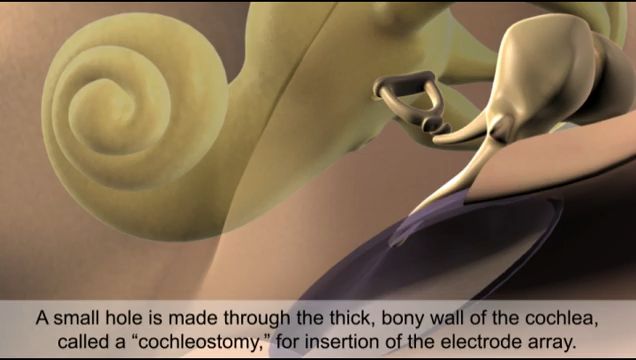 A small hole is made through the thick, bony wall of the cochlea,
called a “cochleostomy,” for insertion of the electrode array.